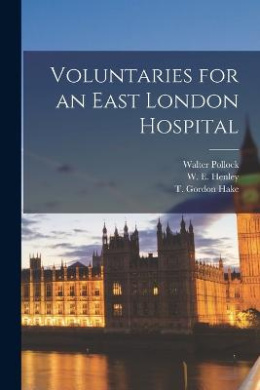 VOLUNTARIES FOR
AN EAST LONDON
HOSPITAL
Walter Pollock
W. E. Henley
T. Gordon Hake